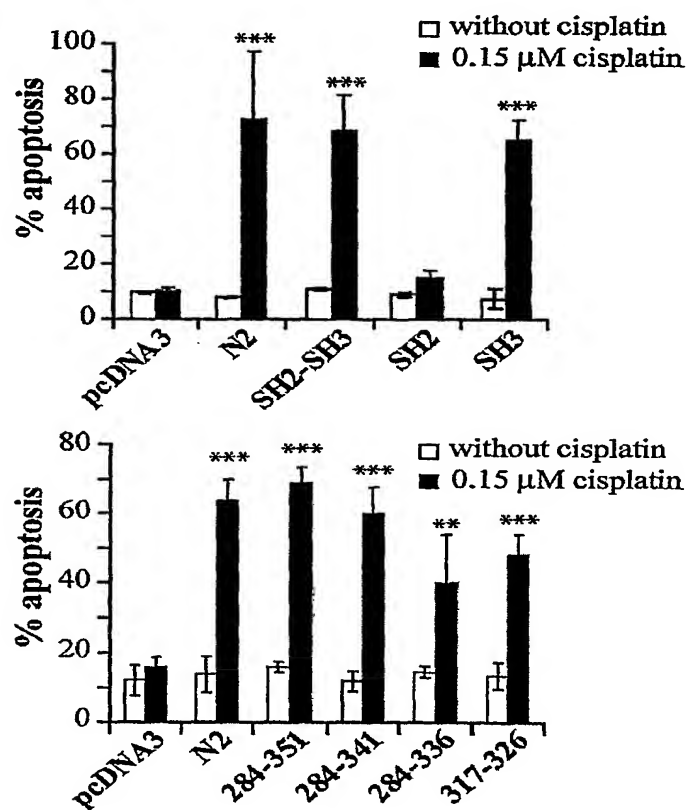 without cisplatin
0.15 µM cisplatin
100
80
60
40
20
0
% apoptosis
*** *** ***
pcDNA3 N2 SH2-SH3 SH2 SH3
without cisplatin
0.15 µM cisplatin
80
60
40
20
0
% apoptosis
*** *** *** ** ***
pcDNA3 N2 284-351 284-341 284-336 317-326